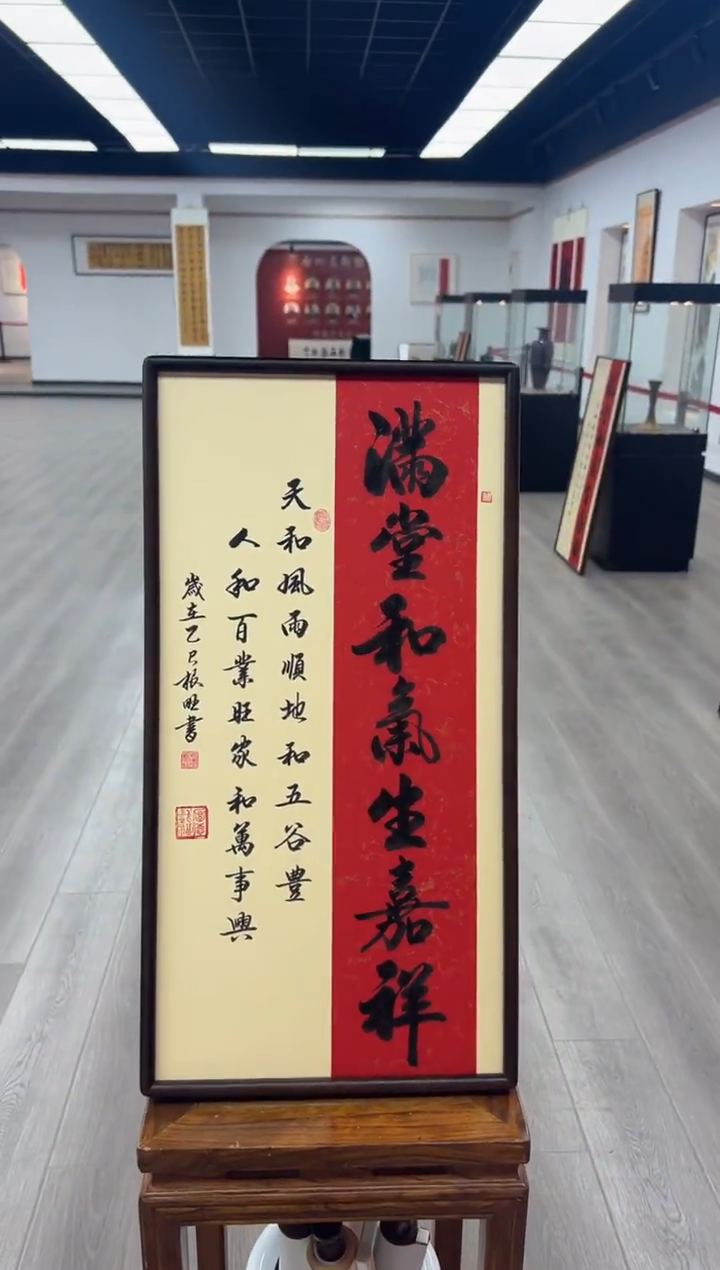 滿堂和氣生嘉祥
天和風雨順地和五谷豐
人和百業旺家和萬事興
歲在乙巳振旺書